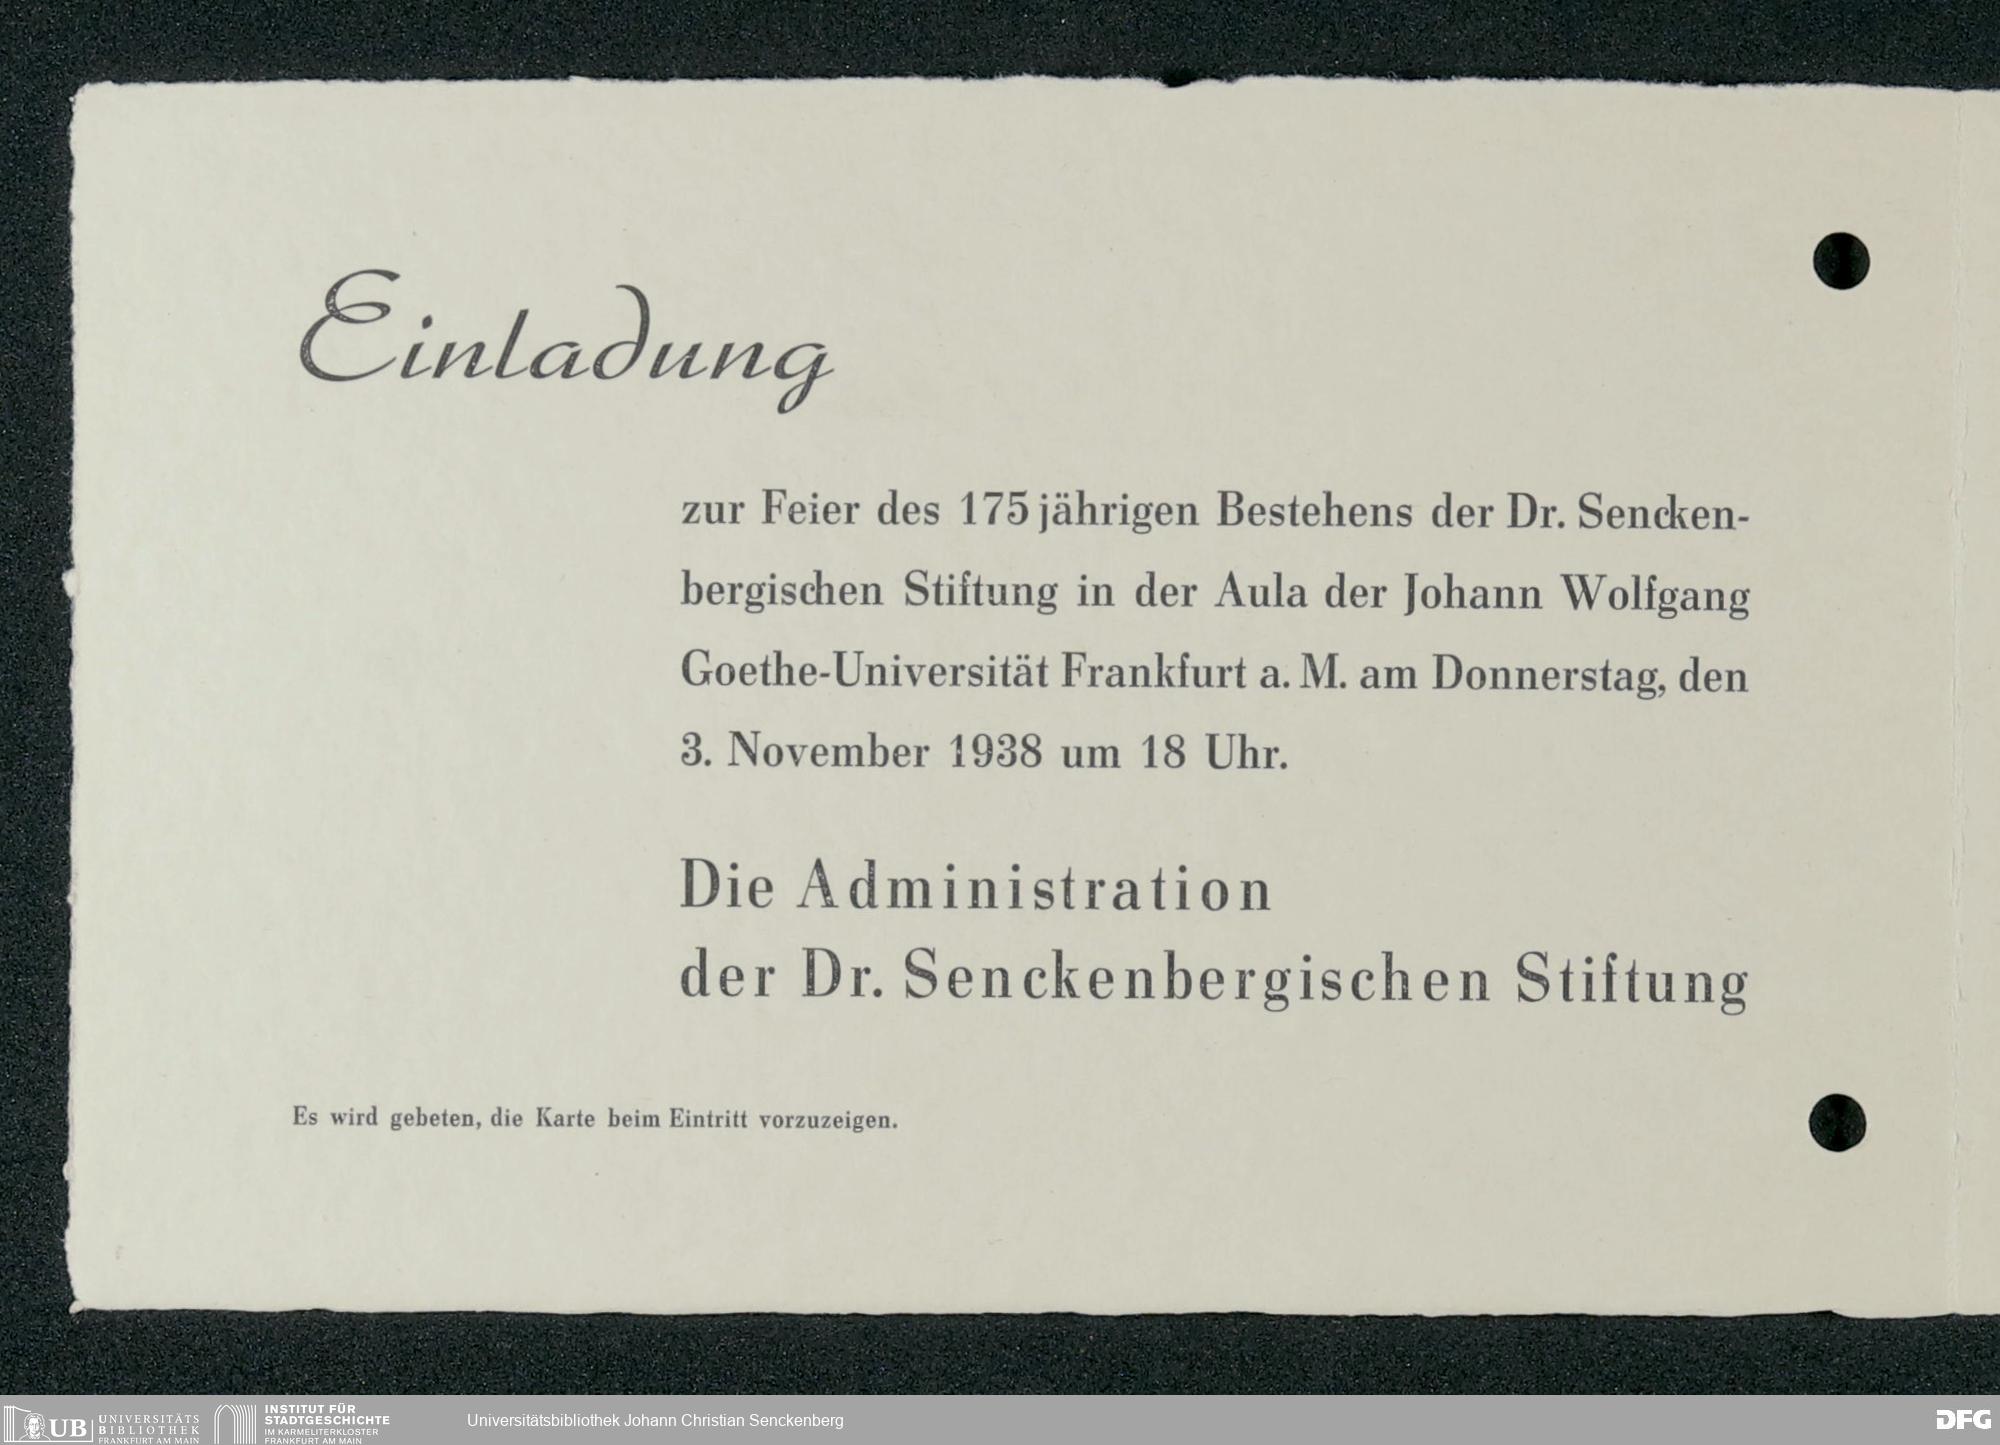 Einladung
zur Feier des 175jährigen Bestehens der Dr. Sencken-
bergischen Stiftung in der Aula der Johann Wolfgang
Goethe-Universität Frankfurt a. M. am Donnerstag, den
3. November 1938 um 18 Uhr.
Die Administration
der Dr. Senckenbergischen Stiftung
Es wird gebeten, die Karte beim Eintritt vorzuzeigen.
UB
UNIVERSITÄTS
BIBLIOTHEK
FRANKFURT AM MAIN
INSTITUT FÜR
STADTGESCHICHTE
IM KARMELITERKLOSTER
FRANKFURT AM MAIN
Universitätsbibliothek Johann Christian Senckenberg
DFG